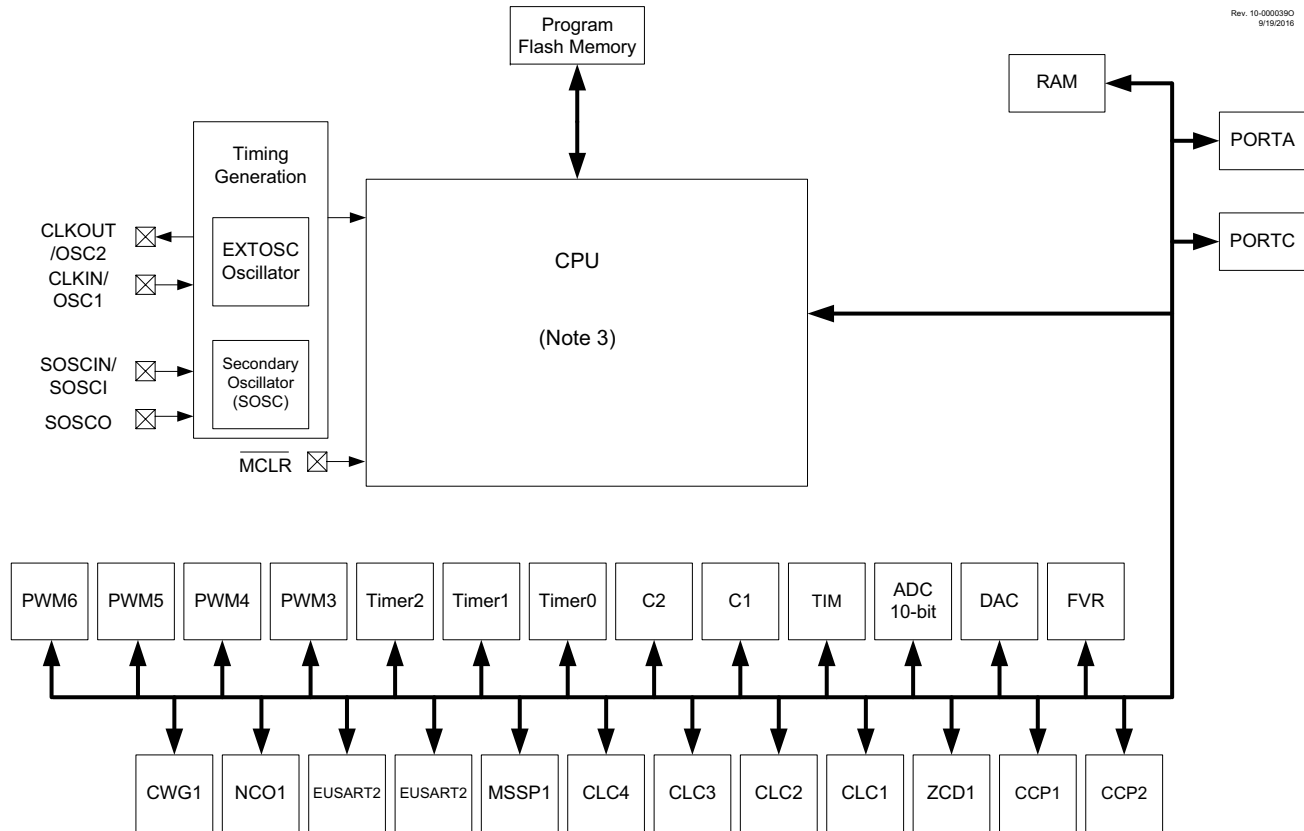 Rev. 10-000039O
9/19/2016
Program
Flash Memory
RAM
PORTA
PORTC
Timing
Generation
EXTOSC
Oscillator
Secondary
Oscillator
(SOSC)
CLKOUT
/OSC2
CLKIN/
OSC1
SOSCIN/
SOSCI
SOSCO
MCLR
CPU
(Note 3)
PWM6
PWM5
PWM4
PWM3
Timer2
Timer1
Timer0
C2
C1
TIM
ADC
10-bit
DAC
FVR
CWG1
NCO1
EUSART2
EUSART2
MSSP1
CLC4
CLC3
CLC2
CLC1
ZCD1
CCP1
CCP2